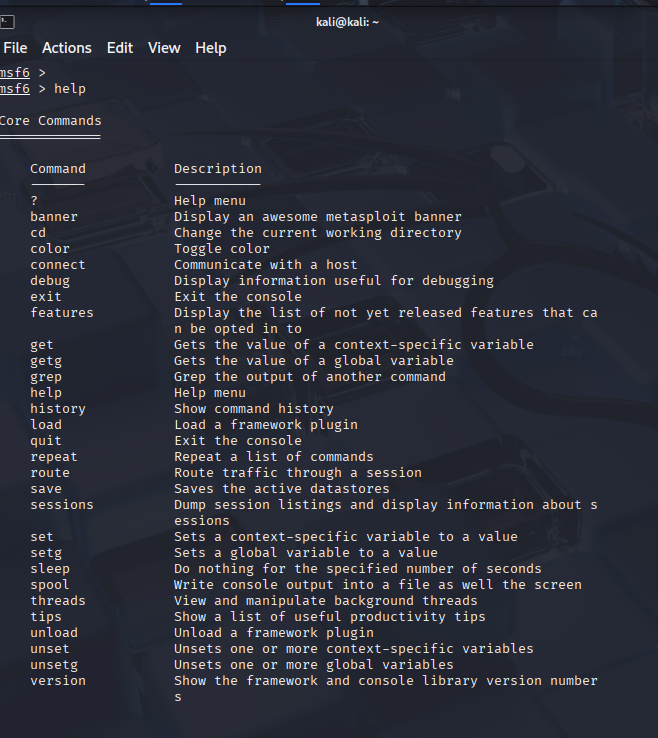 kali@kali: ~
File Actions Edit View Help
msf6 >
msf6 > help
Core Commands
Command Description
? Help menu
banner Display an awesome metasploit banner
cd Change the current working directory
color Toggle color
connect Communicate with a host
debug Display information useful for debugging
exit Exit the console
features Display the list of not yet released features that ca
n be opted in to
get Gets the value of a context-specific variable
getg Gets the value of a global variable
grep Grep the output of another command
help Help menu
history Show command history
load Load a framework plugin
quit Exit the console
repeat Repeat a list of commands
route Route traffic through a session
save Saves the active datastores
sessions Dump session listings and display information about s
essions
set Sets a context-specific variable to a value
setg Sets a global variable to a value
sleep Do nothing for the specified number of seconds
spool Write console output into a file as well the screen
threads View and manipulate background threads
tips Show a list of useful productivity tips
unload Unload a framework plugin
unset Unsets one or more context-specific variables
unsetg Unsets one or more global variables
version Show the framework and console library version number
s